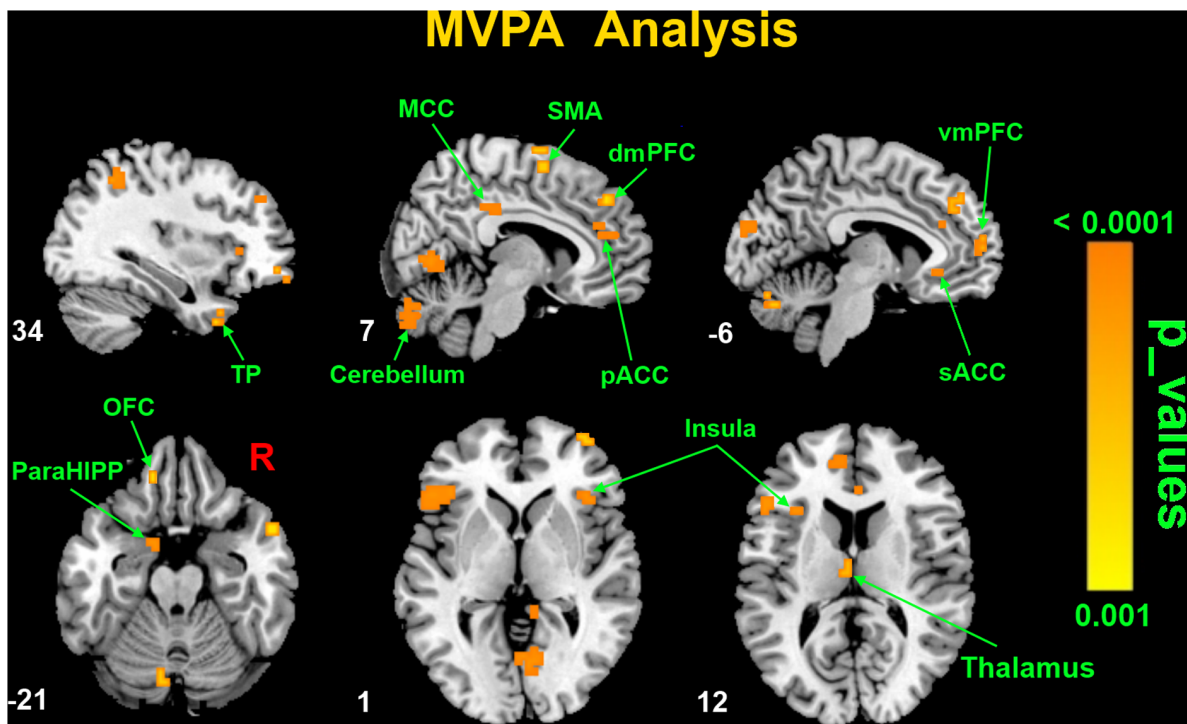 MVPA Analysis
MCC
SMA
dmPFC
vmPFC
< 0.0001
34
7
-6
TP
Cerebellum
pACC
sACC
p_values
OFC
R
Insula
ParaHIPP
0.001
Thalamus
-21
1
12